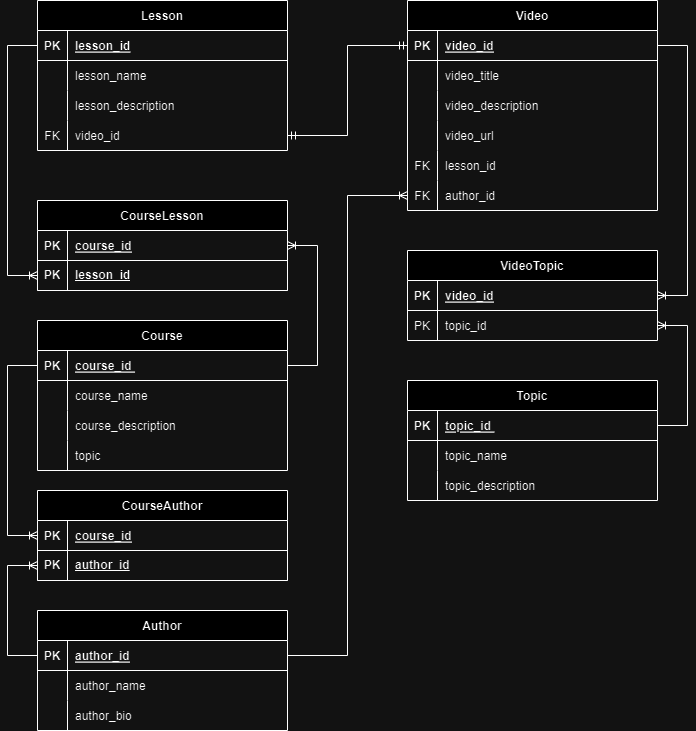 Lesson
PK lesson_id
lesson_name
lesson_description
FK video_id
CourseLesson
PK course_id
PK lesson_id
Course
PK course_id
course_name
course_description
topic
CourseAuthor
PK course_id
PK author_id
Author
PK author_id
author_name
author_bio
Video
PK video_id
video_title
video_description
video_url
FK lesson_id
FK author_id
VideoTopic
PK video_id
PK topic_id
Topic
PK topic_id
topic_name
topic_description